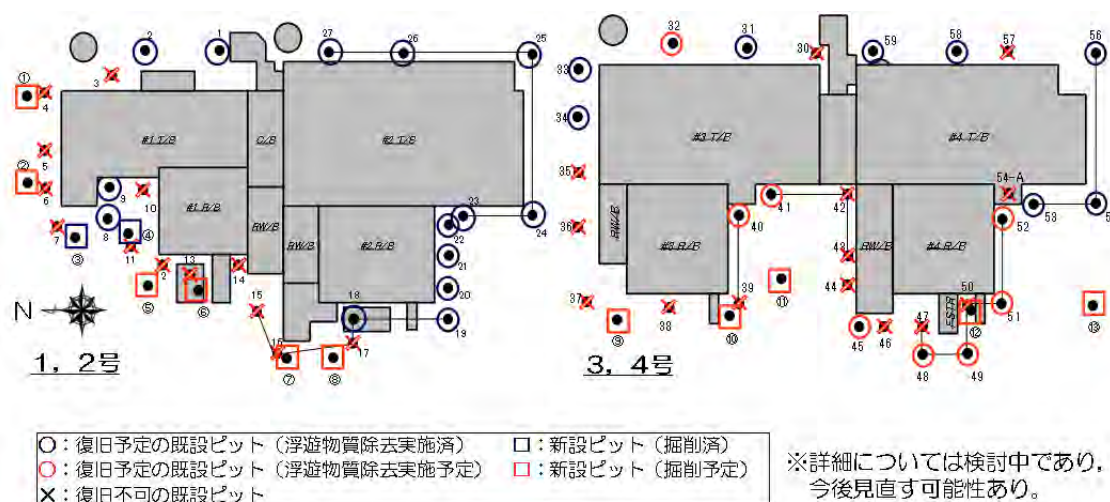 27 26 25
2 1
3
① 4
5
② 6
#1 T/B
C/B
#2 T/B
9
10
8 ④
7 ③ 11
#1 R/B
RW/B
RW/B
#2 R/B
23 22 24
21
20
2 13 14
⑤ ⑥
15
18 19
16 17
⑦ ⑧
N
1，2号
32 31 30 59 58 57 56
33
34
35
36
37
#3 T/B
#4 T/B
54-A
53
RW/B
#3 R/B
40 41 42
43
44
RW/B
#4 R/B
52
39
38
⑨ ⑩ ⑪
45 46 47
48 49
50 51
⑫ ⑬
3，4号
○：復旧予定の既設ピット（浮遊物質除去実施済）
○：復旧予定の既設ピット（浮遊物質除去実施予定）
×：復旧不可の既設ピット
□：新設ピット（掘削済）
□：新設ピット（掘削予定）
※詳細については検討中であり，
今後見直す可能性あり。